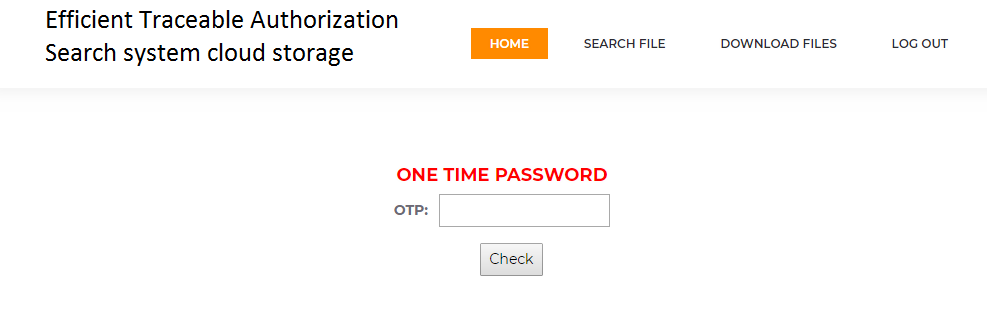 Efficient Traceable Authorization
Search system cloud storage
HOME SEARCH FILE DOWNLOAD FILES LOG OUT
ONE TIME PASSWORD
OTP:
Check